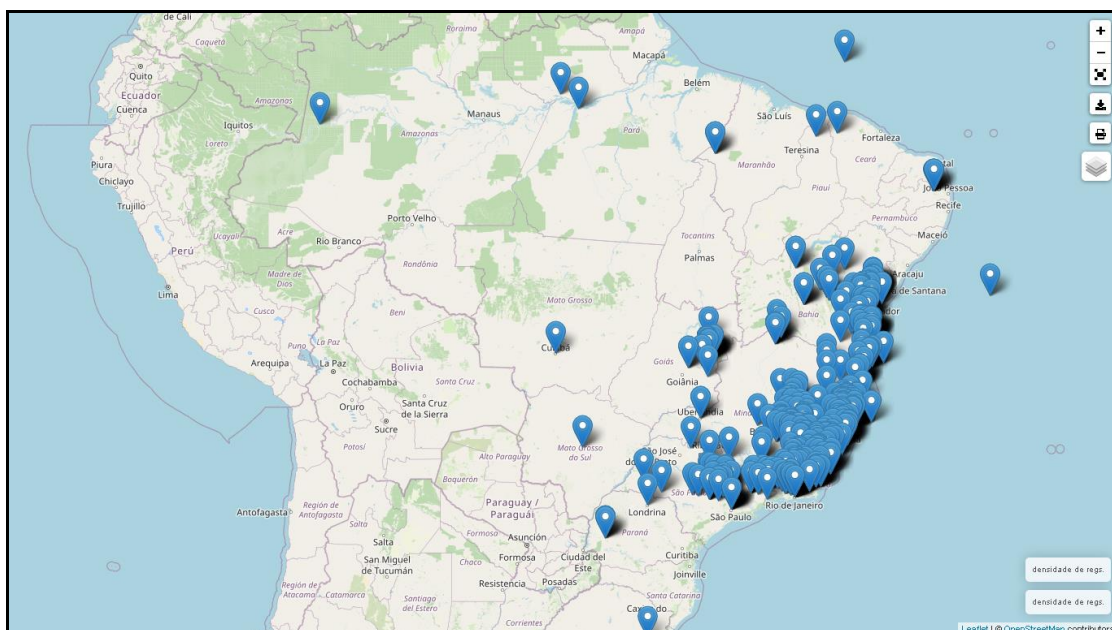 de Cali
Roraima
Amapá
Caquetá
Macapá
Quito
Ecuador
Cuenca
Amazonas
Belém
Iquitos
Manaus
São Luís
Loreto
Amazonas
Pará
Fortaleza
Teresina
Ceará
Maranhão
Piura
Chiclayo
Trujillo
Piauí
João Pessoa
Recife
Pernambuco
Porto Velho
Ucayali
Acre
Rio Branco
Tocantins
Maceió
Perú
Palmas
Rondônia
Madre de
Dios
Aracaju
de Santana
Lima
Cusco
Mato Grosso
Bahia
Beni
Puno
La Paz
Arequipa
La Paz
Bolivia
Goiás
Cochabamba
Santa Cruz
Goiânia
Oruro
Santa Cruz
de la Sierra
Sucre
Potosí
Mato Grosso
do Sul
São José
Alto Paraguay
Boquerón
Antofagasta
Región de
Antofagasta
Paraguay /
Paraguái
Londrina
São Paulo
Rio de Janeiro
Salta
Paraná
Asunción
Salta
Formosa
Ciudad del
Este
Curitiba
San Miguel
de Tucumán
Chaco
Formosa
Joinville
Resistencia
Posadas
Región de
Atacama
Catamarca
Santiago
del Estero
Corrientes
Santa Catarina
densidade de regs.
densidade de regs.
Leaflet | © OpenStreetMap contributors